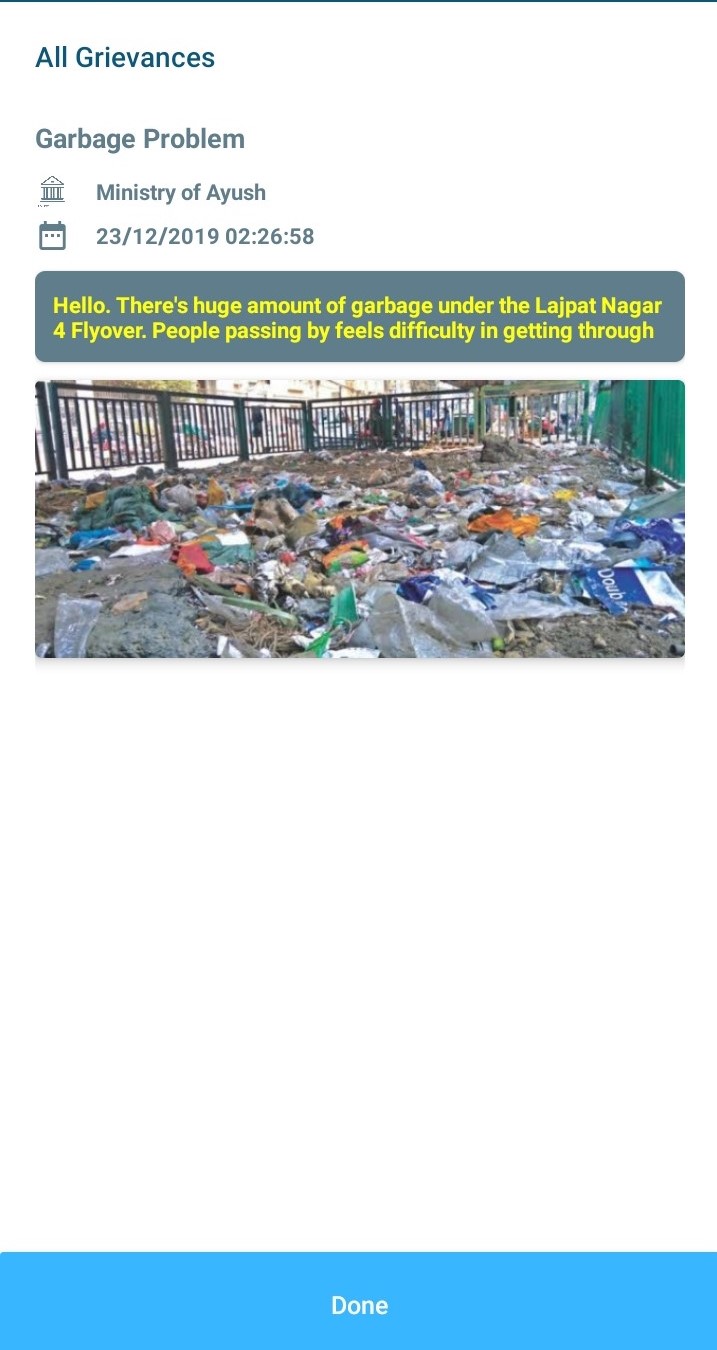 All Grievances
Garbage Problem
Ministry of Ayush
23/12/2019 02:26:58
Hello. There's huge amount of garbage under the Lajpat Nagar
4 Flyover. People passing by feels difficulty in getting through
Doub
Done